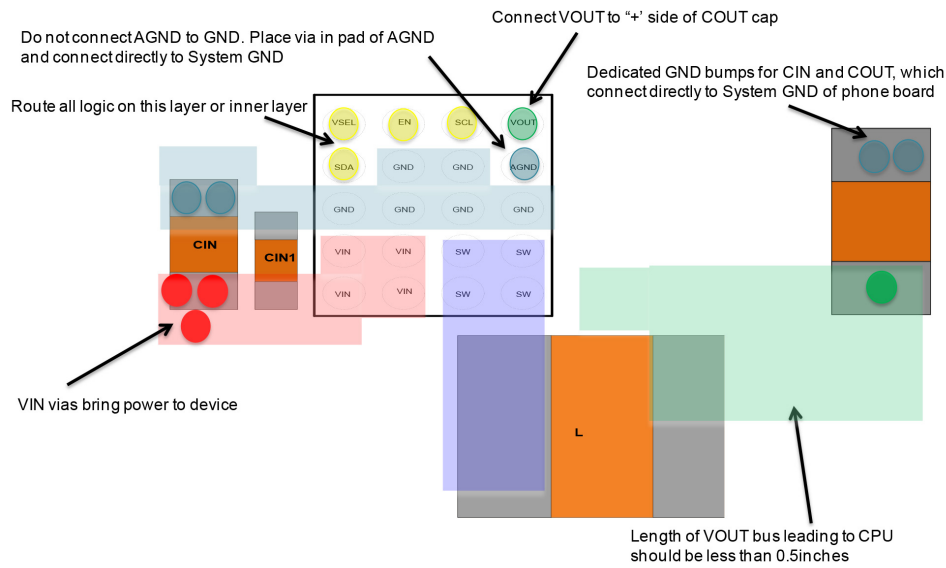 Connect VOUT to “+’ side of COUT cap
Do not connect AGND to GND. Place via in pad of AGND
and connect directly to System GND
Dedicated GND bumps for CIN and COUT, which
connect directly to System GND of phone board
Route all logic on this layer or inner layer
VSEL EN SCL VOUT
SDA GND GND AGND
GND GND GND GND
CIN CIN1 VIN VIN SW SW
VIN VIN SW SW
VIN vias bring power to device
L
Length of VOUT bus leading to CPU
should be less than 0.5inches